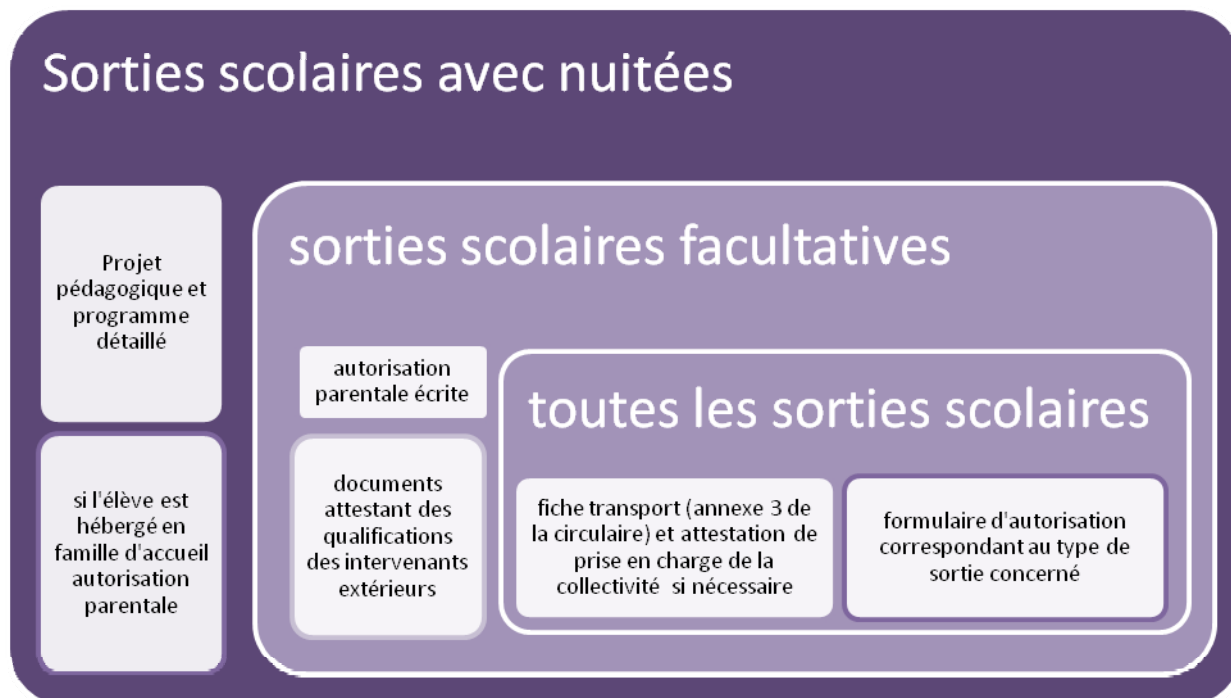 Sorties scolaires avec nuitées
Projet
pédagogique et
programme
détaillé
si l'élève est
hébergé en
famille d'accueil
autorisation
parentale
sorties scolaires facultatives
autorisation
parentale écrite
documents
attestant des
qualifications
des intervenants
extérieurs
toutes les sorties scolaires
fiche transport (annexe 3 de
la circulaire) et attestation de
prise en charge de la
collectivité si nécessaire
formulaire d'autorisation
correspondant au type de
sortie concerné